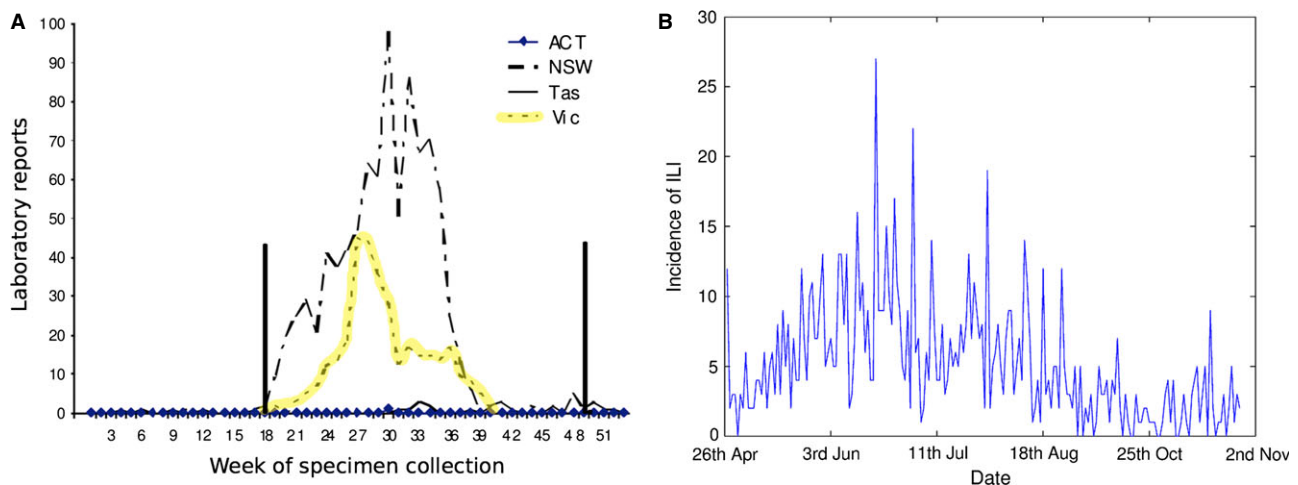 A
Laboratory reports
100
90
80
70
60
50
40
30
20
10
0
ACT
NSW
Tas
Vic
3 6 9 12 15 18 21 24 27 30 33 36 39 42 45 48 51
Week of specimen collection
B
Incidence of ILI
30
25
20
15
10
5
0
26th Apr 3rd Jun 11th Jul 18th Aug 25th Oct 2nd Nov
Date